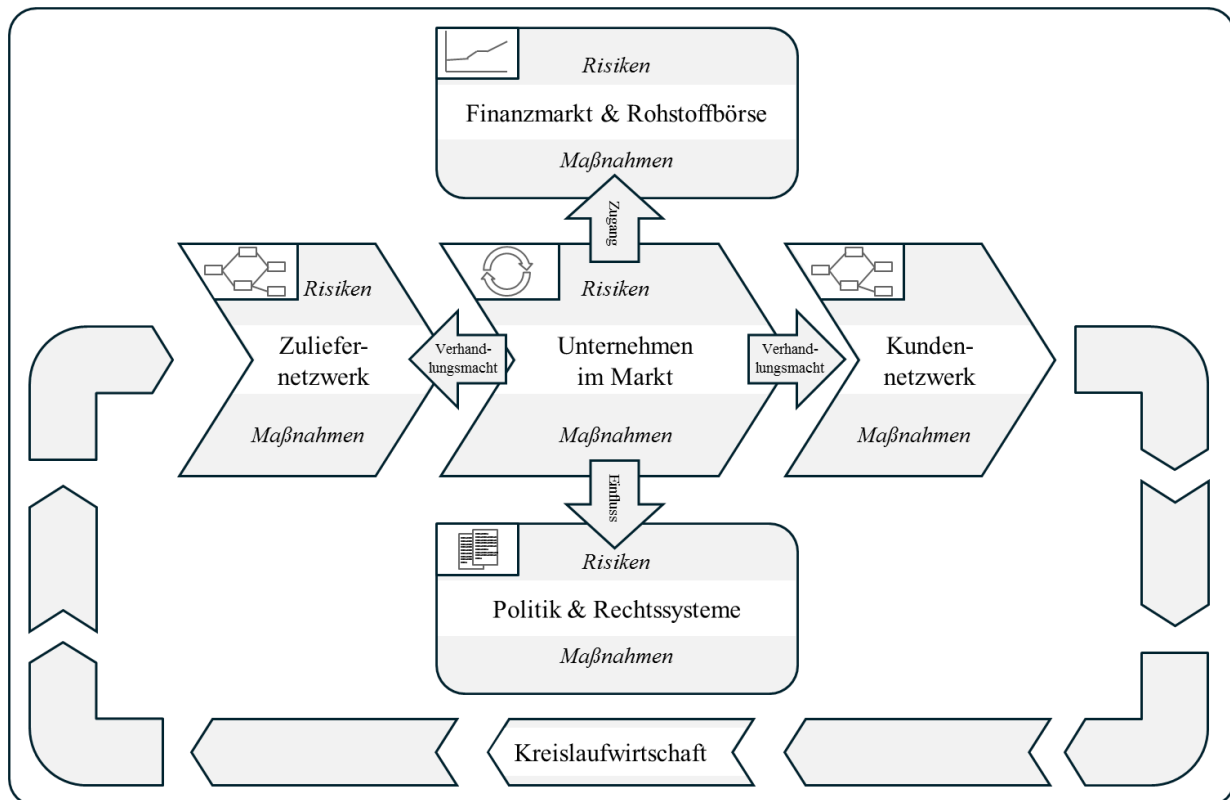 Risiken
Finanzmarkt & Rohstoffbörse
Maßnahmen
Zugang
Risiken
Zuliefer-
netzwerk
Maßnahmen
Verhand-
lungsmacht
Risiken
Unternehmen
im Markt
Maßnahmen
Verhand-
lungsmacht
Risiken
Kunden-
netzwerk
Maßnahmen
Einfluss
Risiken
Politik & Rechtssysteme
Maßnahmen
Kreislaufwirtschaft